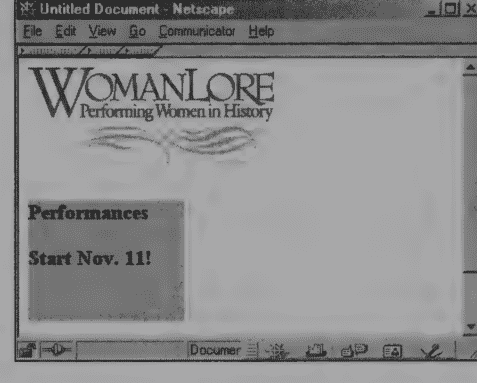 Untitled Document - Netscape
File Edit View Go Communicator Help
WOMANLORE
Performing Women in History
Performances
Start Nov. 11!
Documer